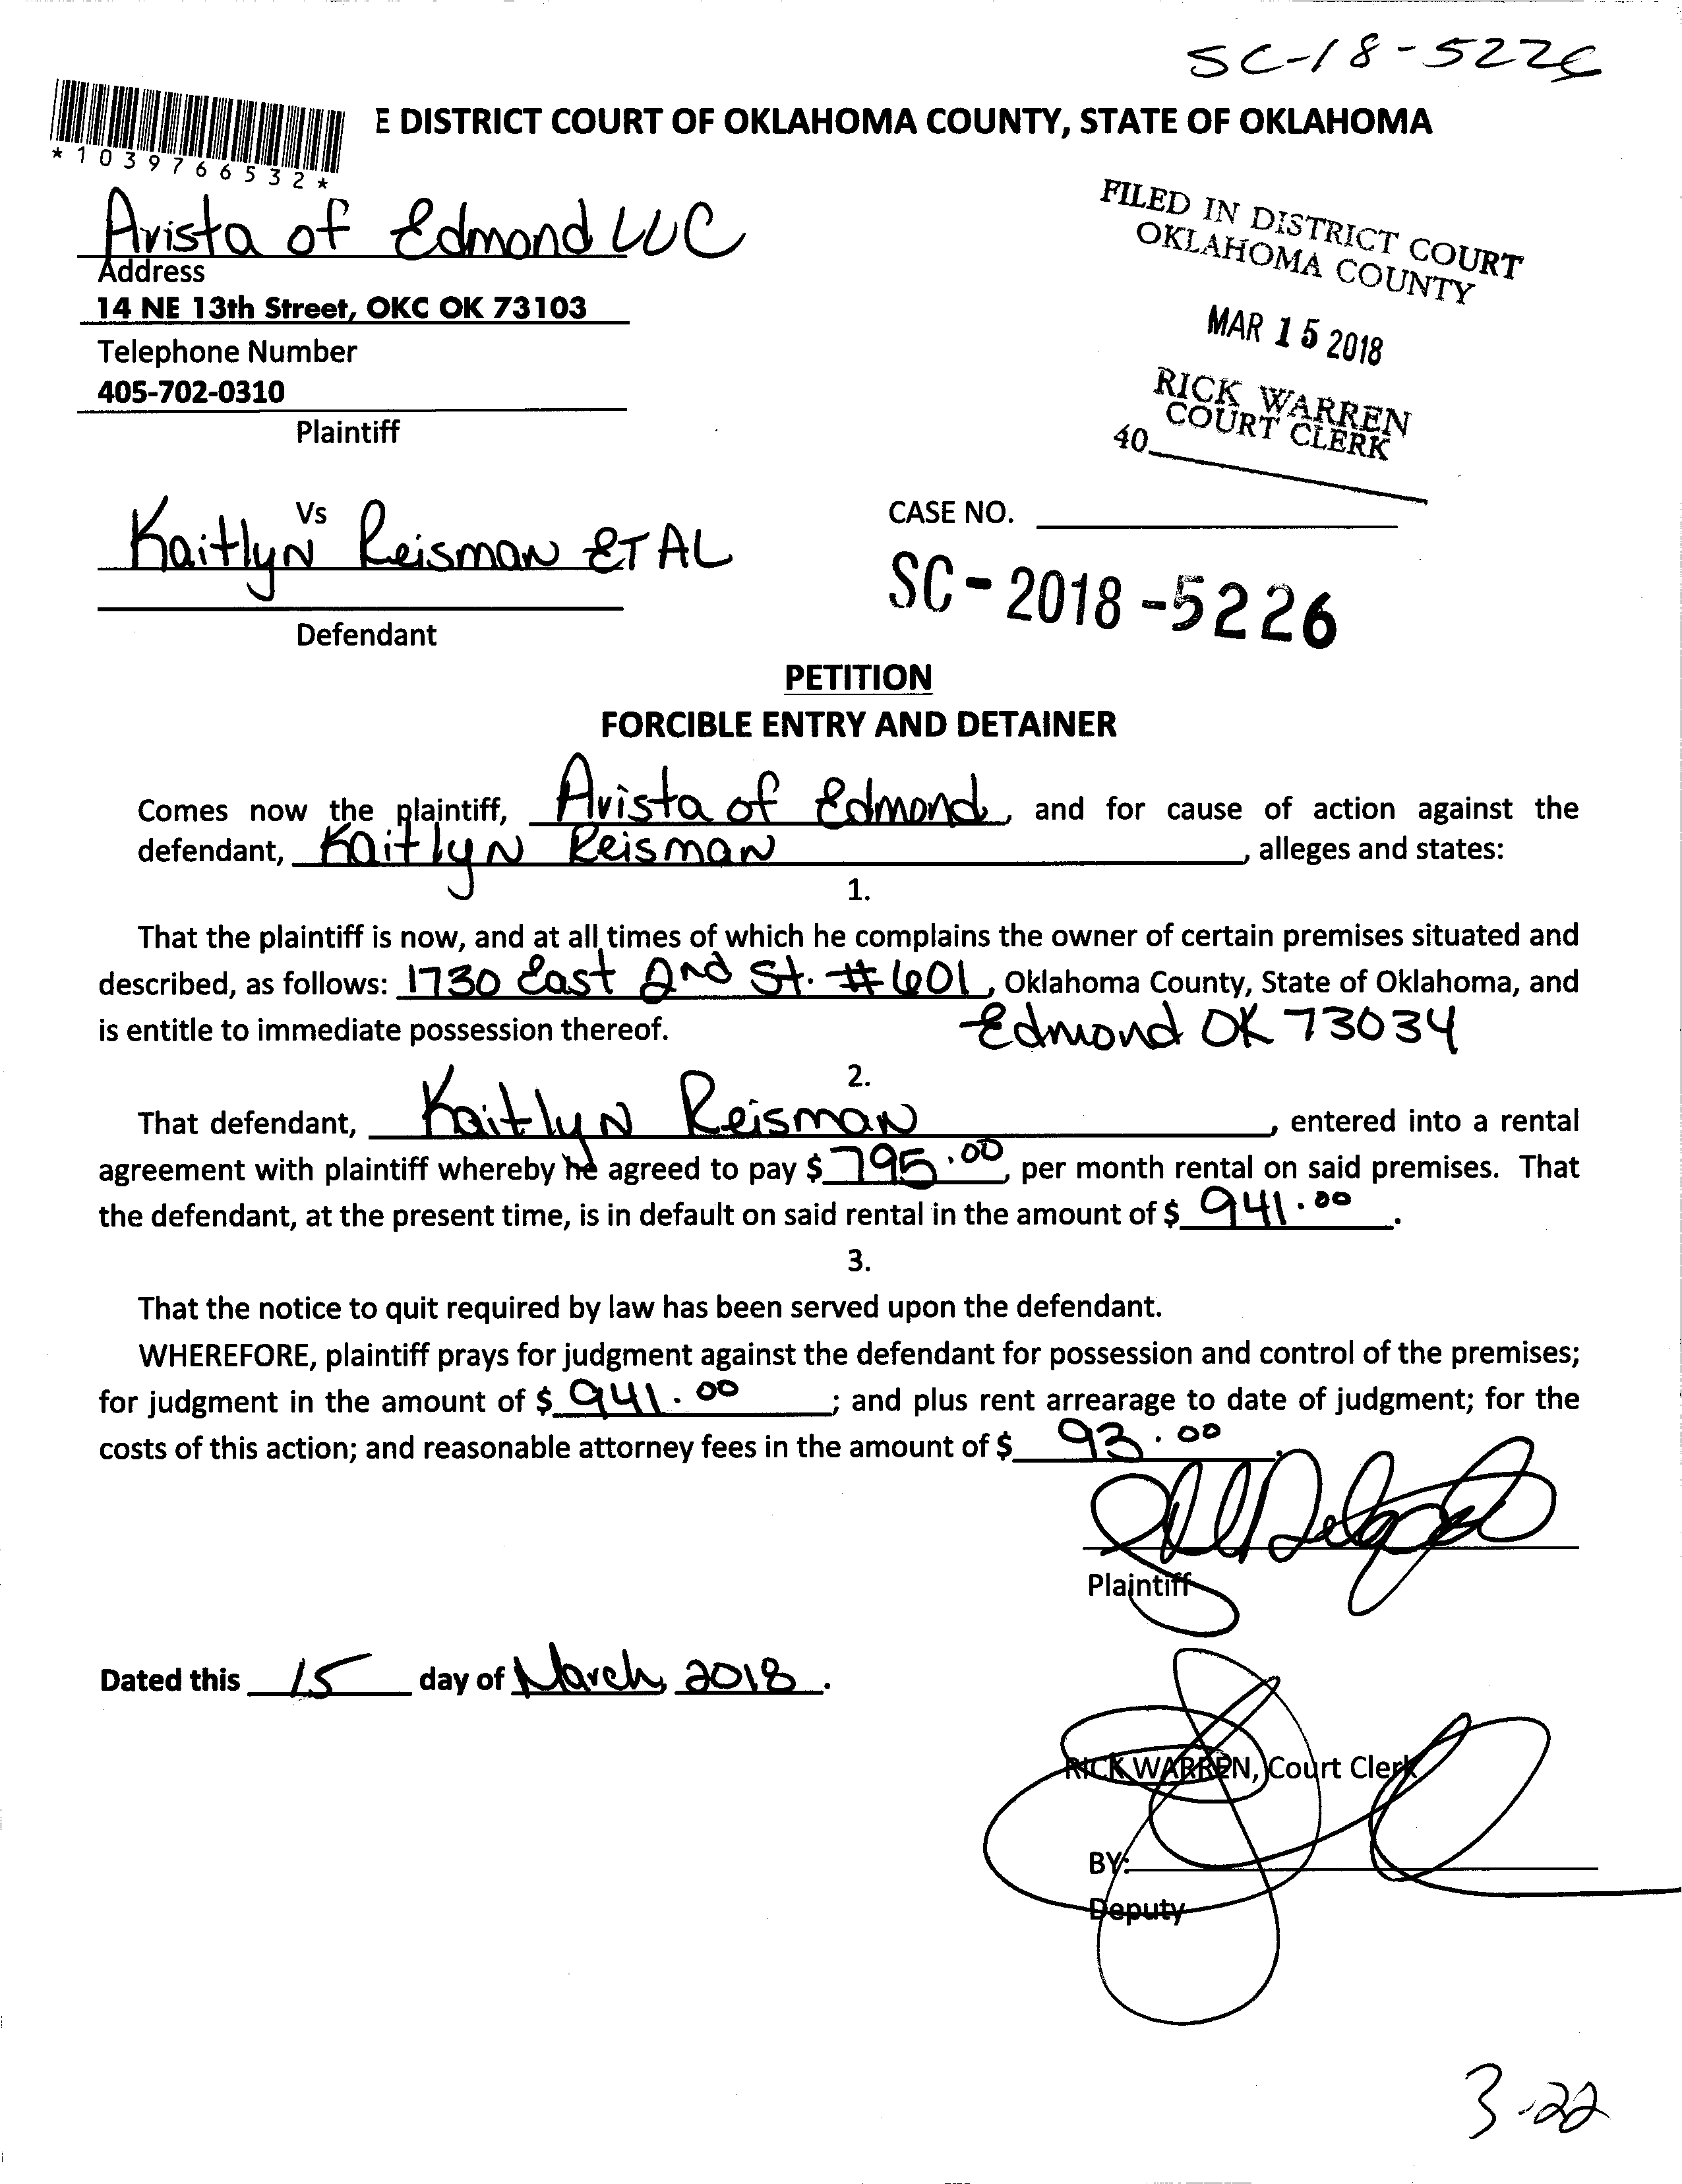 SC-18-5226
*1039766532*
E DISTRICT COURT OF OKLAHOMA COUNTY, STATE OF OKLAHOMA
Avista of Edmond LLC
Address
14 NE 13th Street, OKC OK 73103
Telephone Number
405-702-0310
Plaintiff
FILED IN DISTRICT COURT
OKLAHOMA COUNTY
MAR 15 2018
RICK WARREN
COURT CLERK
40
Vs
Kaitlyn Reisman ET AL
Defendant
CASE NO.
SC-2018-5226
PETITION
FORCIBLE ENTRY AND DETAINER
Comes now the plaintiff, Avista of Edmond, and for cause of action against the
defendant, Kaitlyn Reisman, alleges and states:
1.
That the plaintiff is now, and at all times of which he complains the owner of certain premises situated and
described, as follows: 1730 East 2nd St. #601, Oklahoma County, State of Oklahoma, and
is entitle to immediate possession thereof. Edmond OK 73034
2.
That defendant, Kaitlyn Reisman, entered into a rental
agreement with plaintiff whereby he agreed to pay $795.00, per month rental on said premises. That
the defendant, at the present time, is in default on said rental in the amount of $941.00.
3.
That the notice to quit required by law has been served upon the defendant.
WHEREFORE, plaintiff prays for judgment against the defendant for possession and control of the premises;
for judgment in the amount of $941.00; and plus rent arrearage to date of judgment; for the
costs of this action; and reasonable attorney fees in the amount of $93.00.
Plaintiff
Dated this 15 day of March, 2018.
RICK WARREN, Court Clerk
BY:
Deputy
3-22